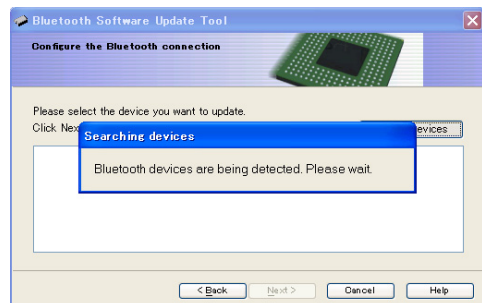 Bluetooth Software Update Tool
Configure the Bluetooth connection
Please select the device you want to update.
Click Nex
evices
Searching devices
Bluetooth devices are being detected. Please wait.
< Back
Next >
Cancel
Help